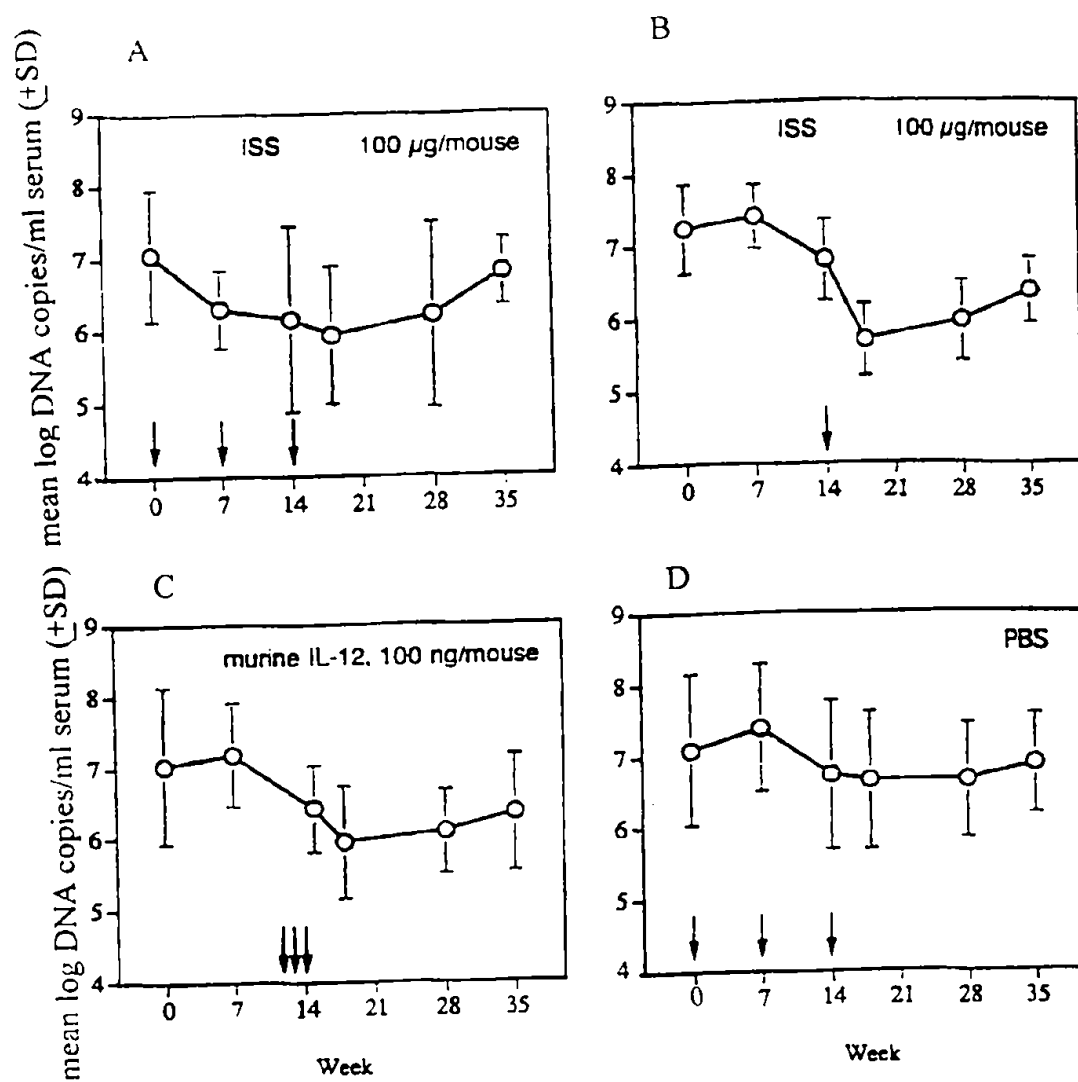 A
mean log DNA copies/ml serum (±SD)
ISS 100 µg/mouse
9
8
7
6
5
4
0 7 14 21 28 35
B
ISS 100 µg/mouse
9
8
7
6
5
4
0 7 14 21 28 35
C
mean log DNA copies/ml serum (±SD)
murine IL-12. 100 ng/mouse
9
8
7
6
5
4
0 7 14 21 28 35
Week
D
PBS
9
8
7
6
5
4
0 7 14 21 28 35
Week